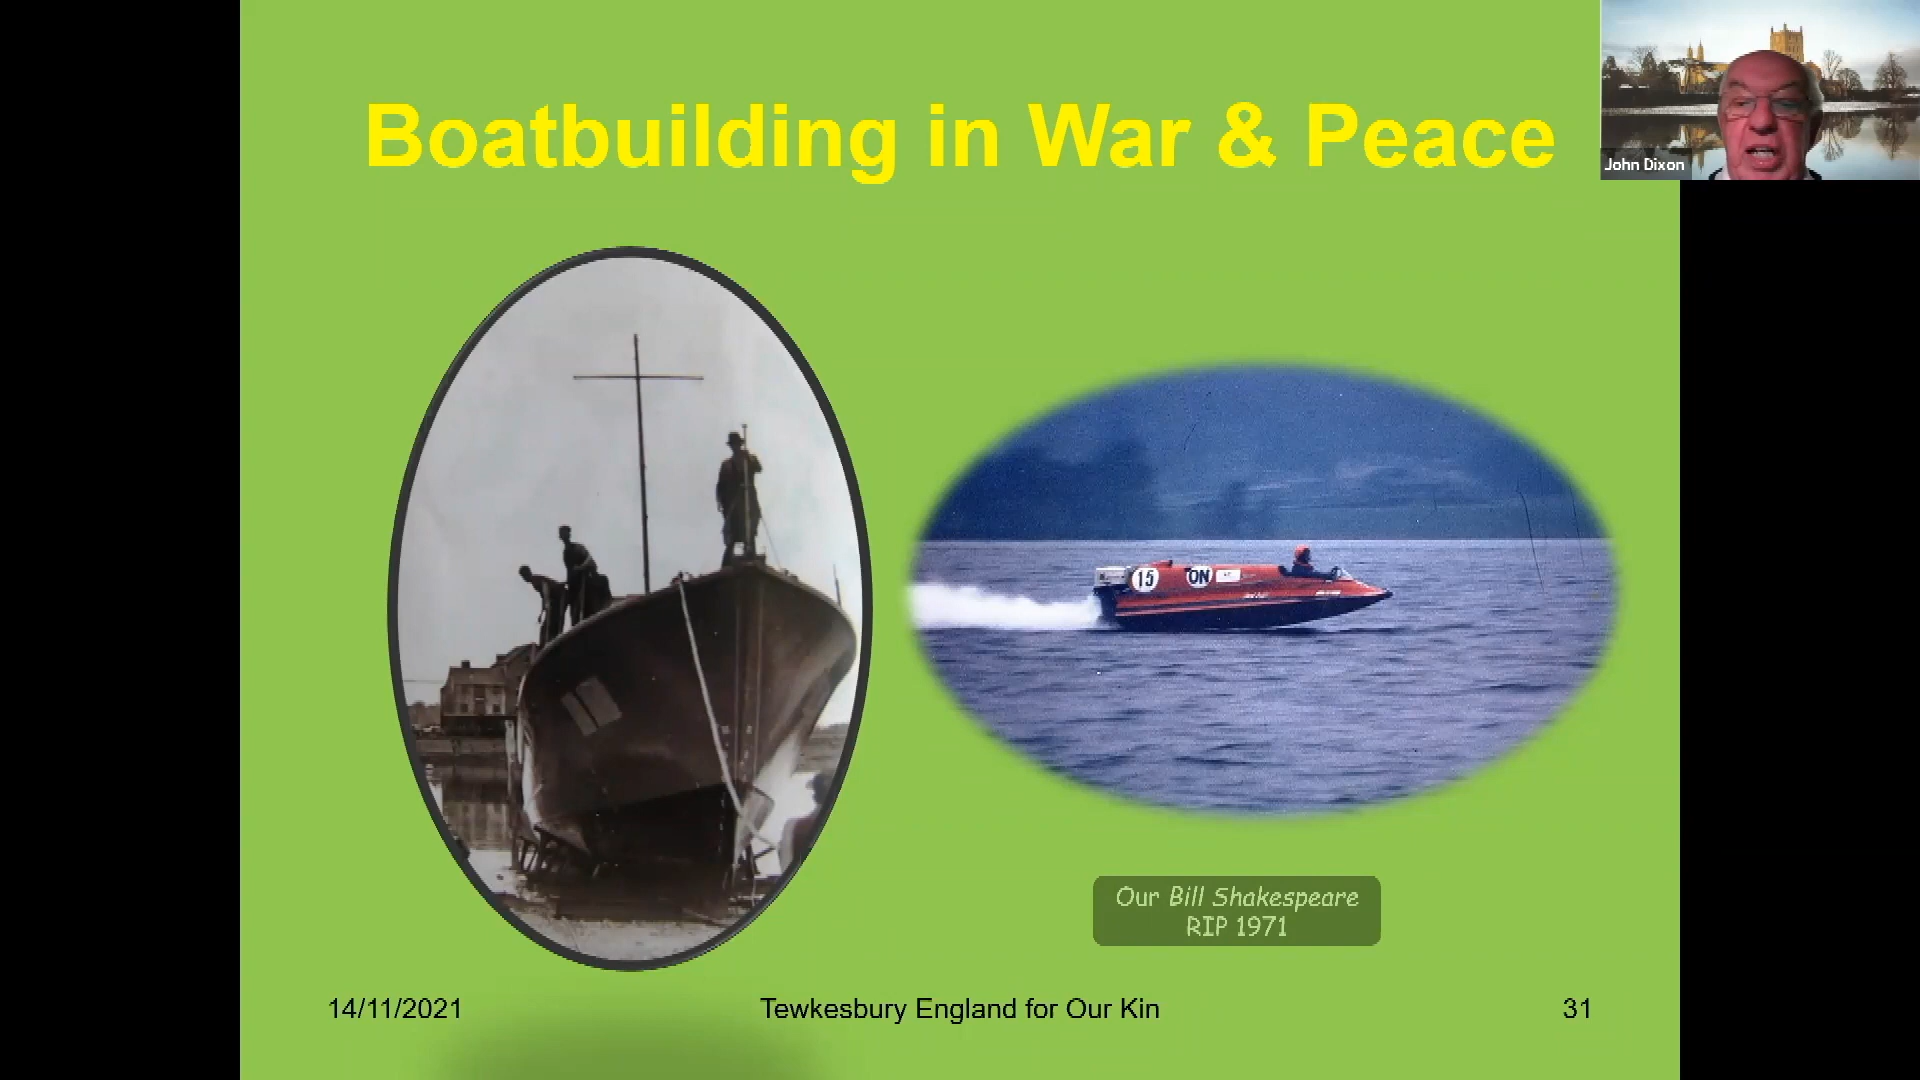 Boatbuilding in War & Peace
John Dixon
15
ON
Our Bill Shakespeare
RIP 1971
14/11/2021
Tewkesbury England for Our Kin
31